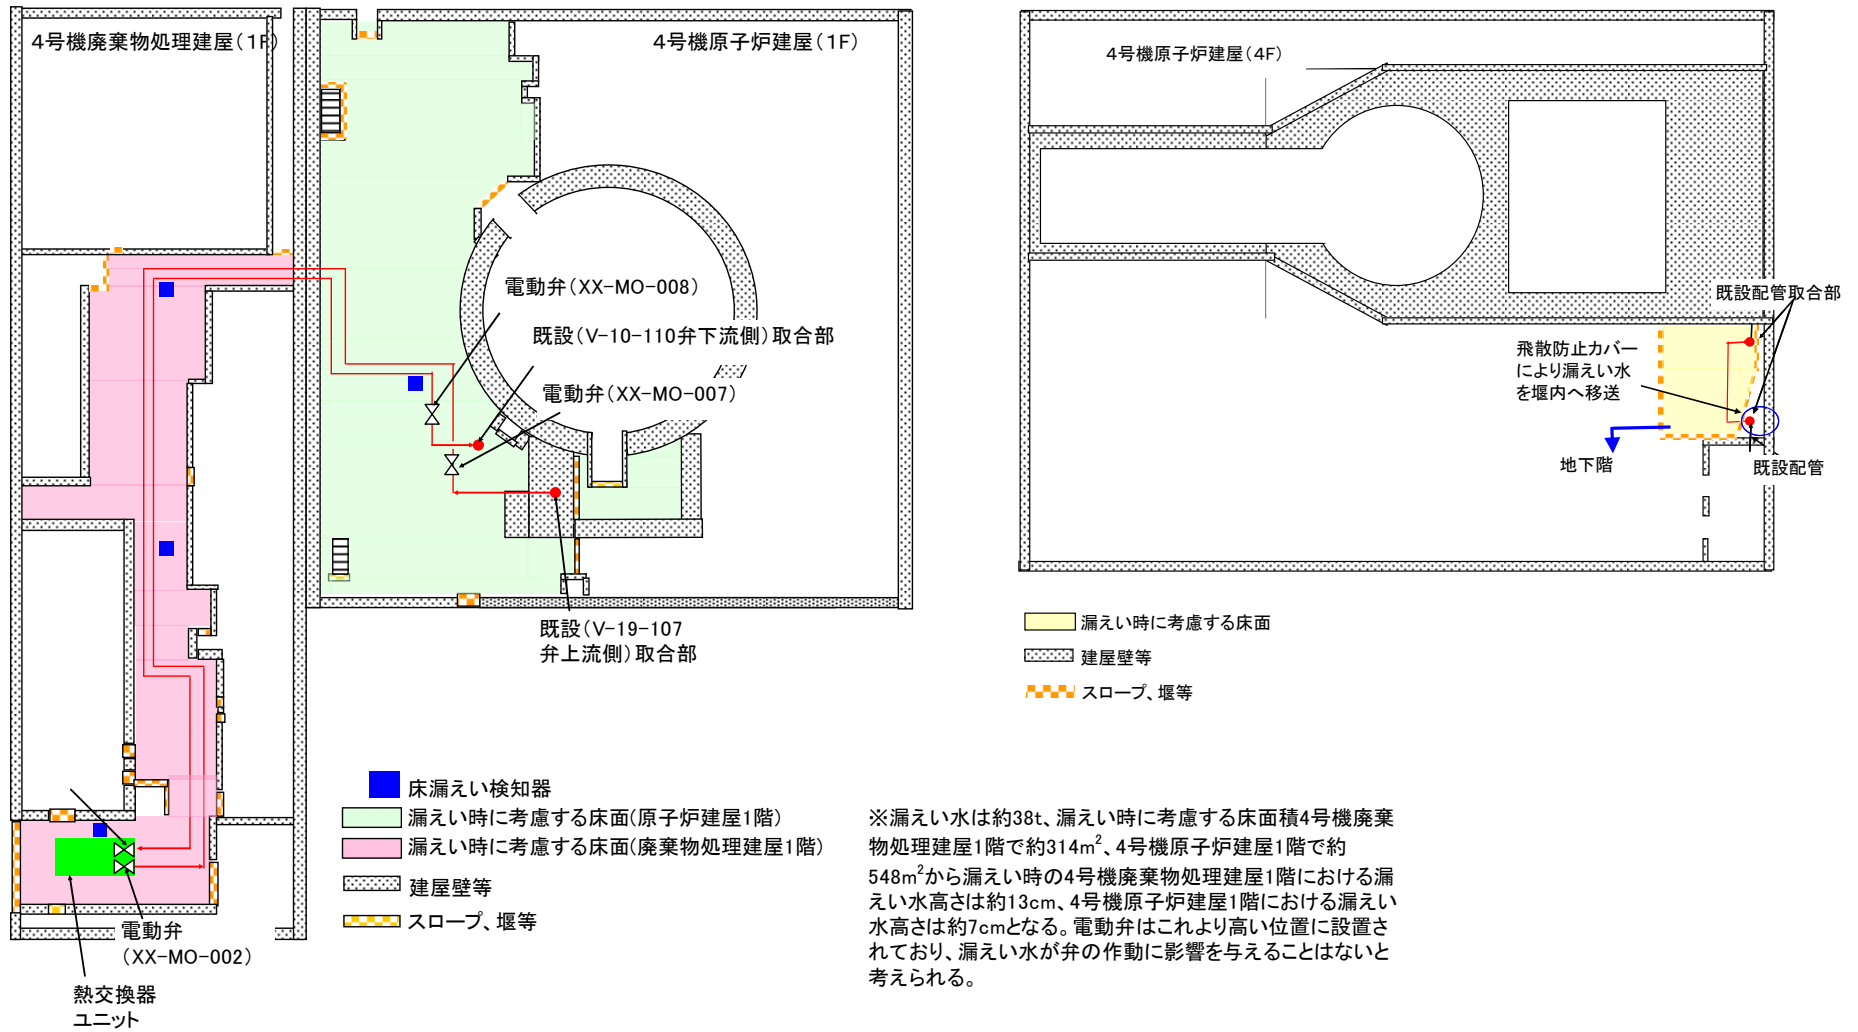 4号機廃棄物処理建屋(1F)
4号機原子炉建屋(1F)
電動弁(XX-MO-008)
既設(V-10-110弁下流側)取合部
電動弁(XX-MO-007)
既設(V-19-107
弁上流側)取合部
電動弁
(XX-MO-002)
熱交換器
ユニット
床漏えい検知器
漏えい時に考慮する床面(原子炉建屋1階)
漏えい時に考慮する床面(廃棄物処理建屋1階)
建屋壁等
スロープ、堰等
4号機原子炉建屋(4F)
既設配管取合部
飛散防止カバー
により漏えい水
を堰内へ移送
地下階
既設配管
漏えい時に考慮する床面
建屋壁等
スロープ、堰等
※漏えい水は約38t、漏えい時に考慮する床面積4号機廃棄
物処理建屋1階で約314m²、4号機原子炉建屋1階で約
548m²から漏えい時の4号機廃棄物処理建屋1階における漏
えい水高さは約13cm、4号機原子炉建屋1階における漏えい
水高さは約7cmとなる。電動弁はこれより高い位置に設置さ
れており、漏えい水が弁の作動に影響を与えることはないと
考えられる。